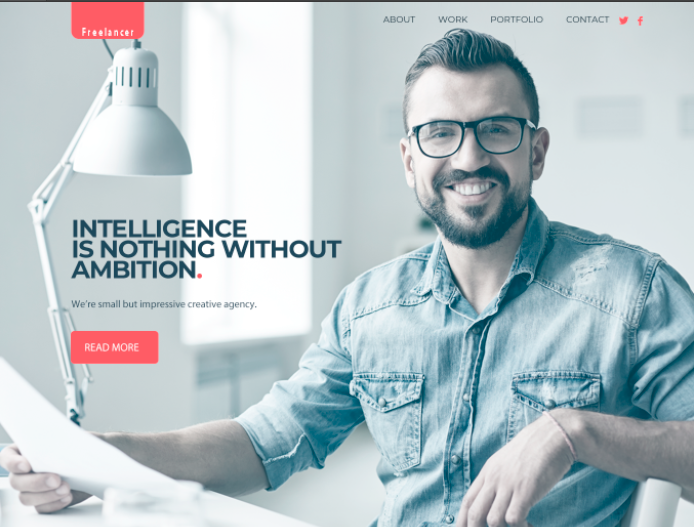 ABOUT WORK PORTFOLIO CONTACT
Freelancer
INTELLIGENCE
IS NOTHING WITHOUT
AMBITION.
We're small but impressive creative agency.
READ MORE